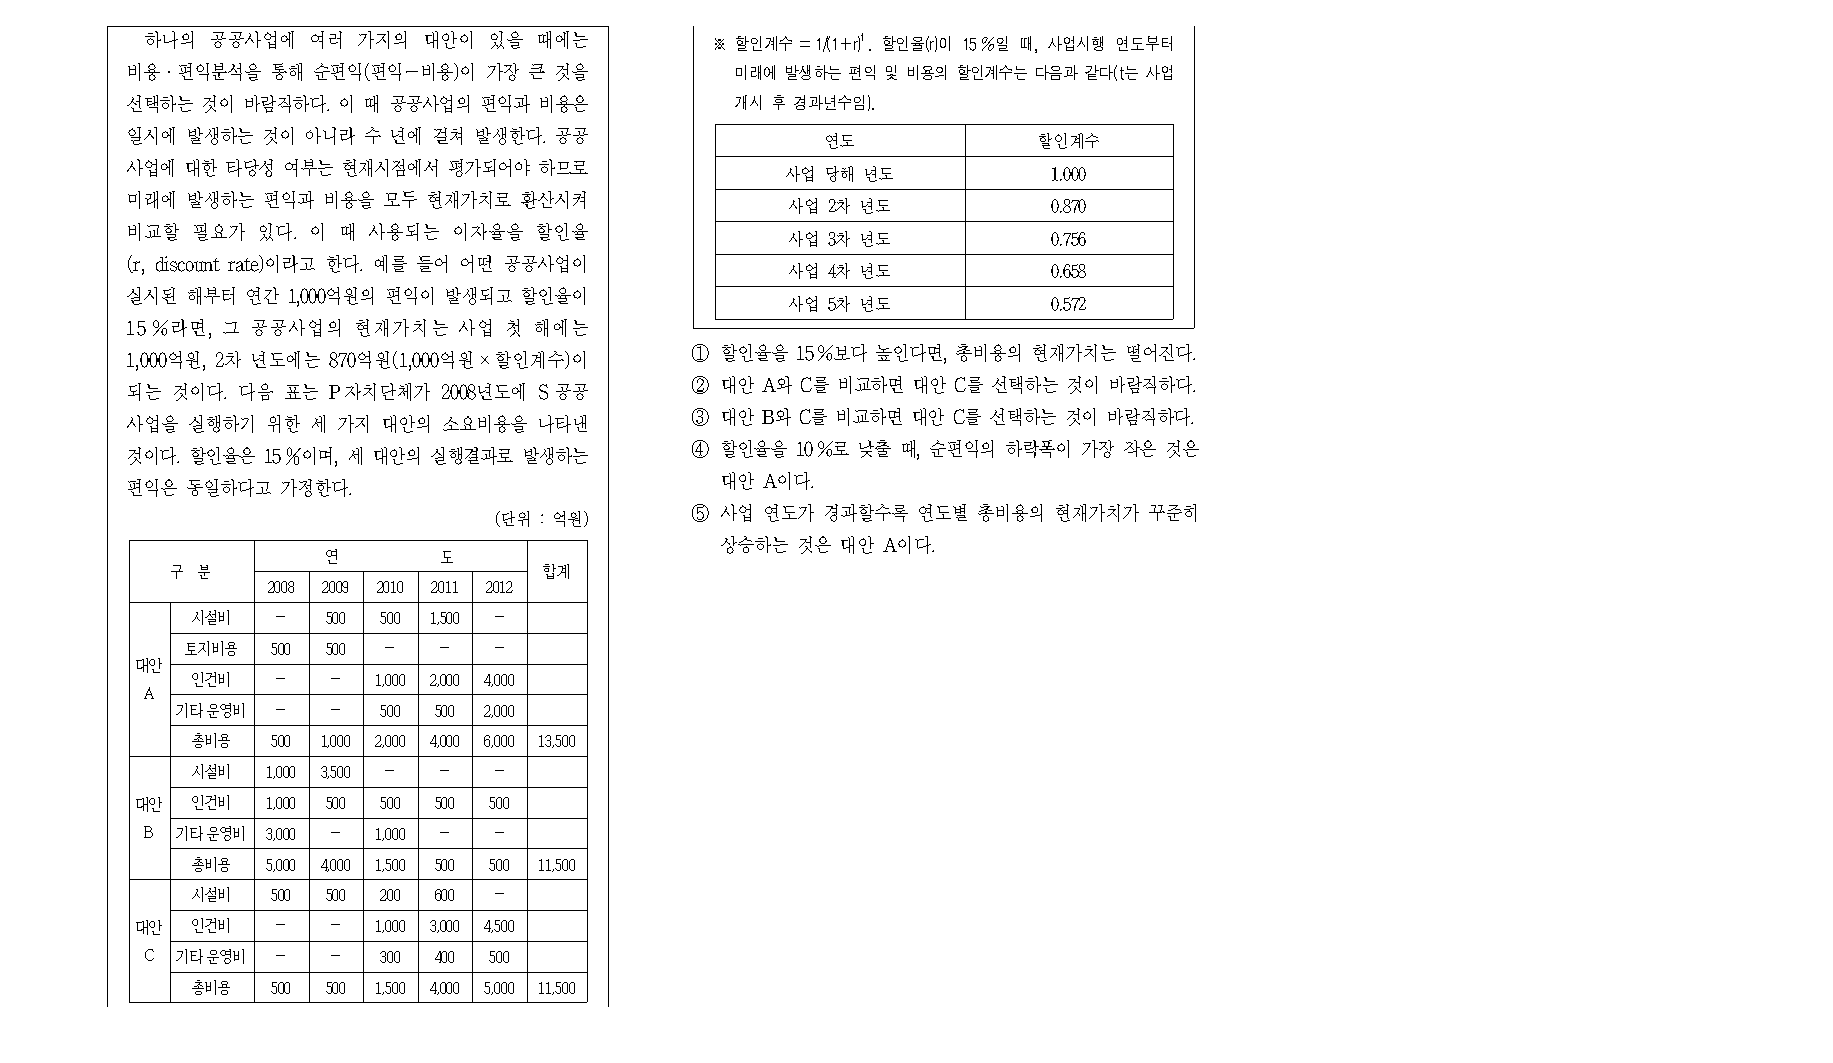 하나의 공공사업에 여러 가지의 대안이 있을 때에는
비용·편익분석을 통해 순편익(편익-비용)이 가장 큰 것을
선택하는 것이 바람직하다. 이 때 공공사업의 편익과 비용은
일시에 발생하는 것이 아니라 수 년에 걸쳐 발생한다. 공공
사업에 대한 타당성 여부는 현재시점에서 평가되어야 하므로
미래에 발생하는 편익과 비용을 모두 현재가치로 환산시켜
비교할 필요가 있다. 이 때 사용되는 이자율을 할인율
(r, discount rate)이라고 한다. 예를 들어 어떤 공공사업이
실시된 해부터 연간 1,000억원의 편익이 발생되고 할인율이
15%라면, 그 공공사업의 현재가치는 사업 첫 해에는
1,000억원, 2차 년도에는 870억원(1,000억원×할인계수)이
되는 것이다. 다음 표는 P자치단체가 2008년도에 S공공
사업을 실행하기 위한 세 가지 대안의 소요비용을 나타낸
것이다. 할인율은 15%이며, 세 대안의 실행결과로 발생하는
편익은 동일하다고 가정한다.
(단위 : 억원)
구 분 연 도 합계
2008 2009 2010 2011 2012
대안 A
시설비 - 500 500 1,500 -
토지비용 500 500 - - -
인건비 - - 1,000 2,000 4,000
기타 운영비 - - 500 500 2,000
총비용 500 1,000 2,000 4,000 6,000 13,500
대안 B
시설비 1,000 3,500 - - -
인건비 1,000 500 500 500 500
기타 운영비 3,000 - 1,000 - -
총비용 5,000 4,000 1,500 500 500 11,500
대안 C
시설비 500 500 200 600 -
인건비 - - 1,000 3,000 4,500
기타 운영비 - - 300 400 500
총비용 500 500 1,500 4,000 5,000 11,500
※ 할인계수 = 1/(1+r)^t. 할인율(r)이 15%일 때, 사업시행 연도부터
미래에 발생하는 편익 및 비용의 할인계수는 다음과 같다(t는 사업
개시 후 경과년수임).
연도 할인계수
사업 당해 년도 1.000
사업 2차 년도 0.870
사업 3차 년도 0.756
사업 4차 년도 0.658
사업 5차 년도 0.572
① 할인율을 15%보다 높인다면, 총비용의 현재가치는 떨어진다.
② 대안 A와 C를 비교하면 대안 C를 선택하는 것이 바람직하다.
③ 대안 B와 C를 비교하면 대안 C를 선택하는 것이 바람직하다.
④ 할인율을 10%로 낮출 때, 순편익의 하락폭이 가장 작은 것은
대안 A이다.
⑤ 사업 연도가 경과할수록 연도별 총비용의 현재가치가 꾸준히
상승하는 것은 대안 A이다.